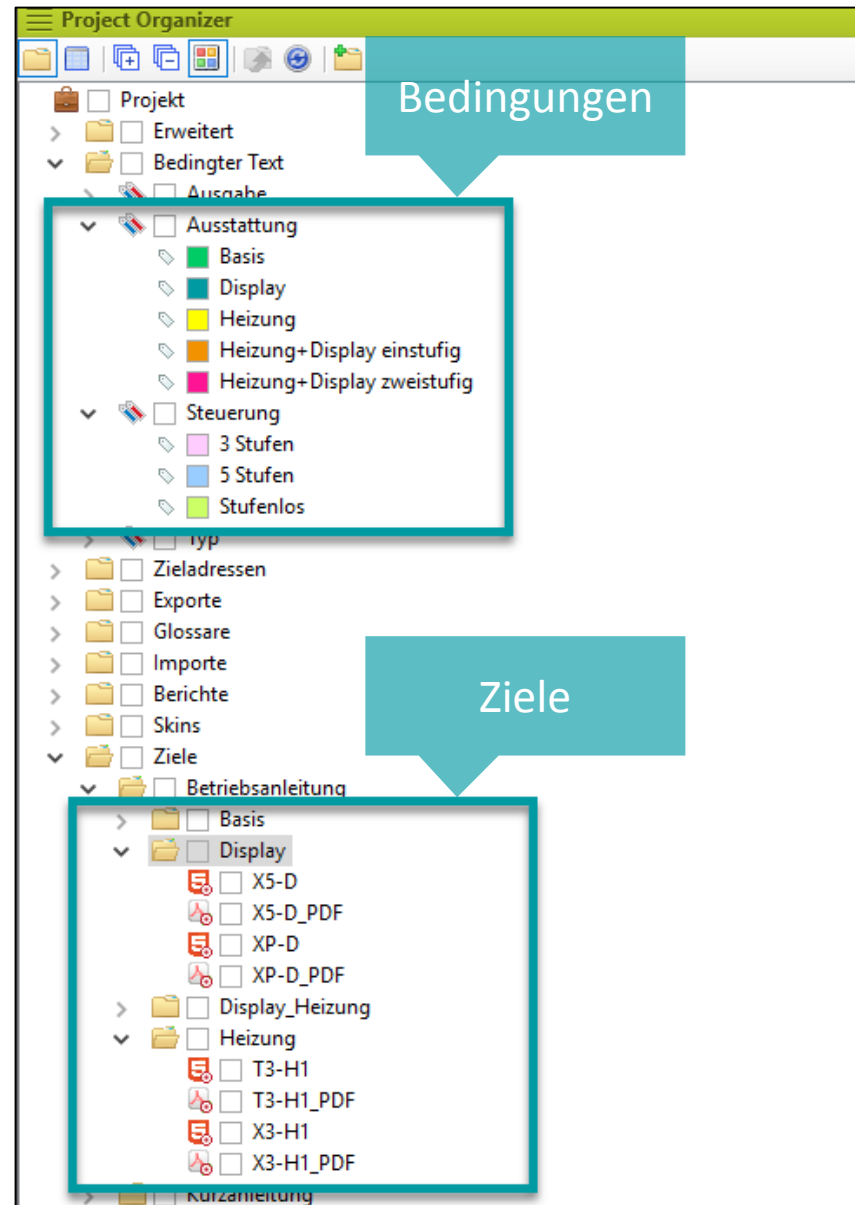 Project Organizer
Bedingungen
Projekt
Erweitert
Bedingter Text
Ausgabe
Ausstattung
Basis
Display
Heizung
Heizung+Display einstufig
Heizung+Display zweistufig
Steuerung
3 Stufen
5 Stufen
Stufenlos
Typ
Zieladressen
Exporte
Glossare
Importe
Berichte
Skins
Ziele
Ziele
Betriebsanleitung
Basis
Display
X5-D
X5-D_PDF
XP-D
XP-D_PDF
Display_Heizung
Heizung
T3-H1
T3-H1_PDF
X3-H1
X3-H1_PDF
Kurzanleitung